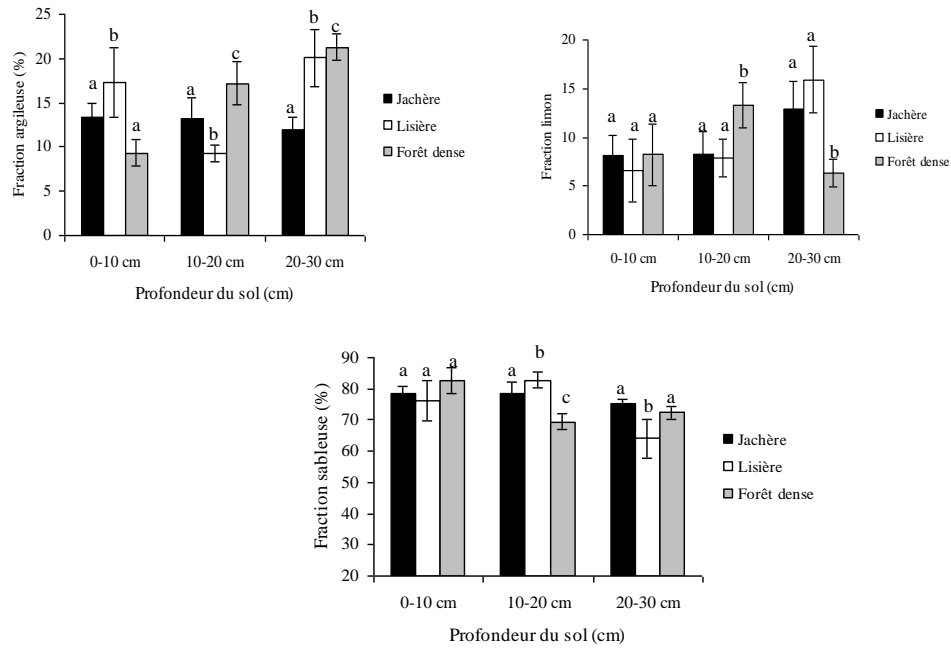 25
20
15
10
5
0
Fraction argileuse (%)
a b a
a b c
a b c
0-10 cm 10-20 cm 20-30 cm
Profondeur du sol (cm)
Jachère
Lisière
Forêt dense
20
15
10
5
0
Fraction limon
a a a
a a b
a a b
0-10 cm 10-20 cm 20-30 cm
Profondeur du sol (cm)
Jachère
Lisière
Forêt dense
90
80
70
60
50
40
30
20
Fraction sableuse (%)
a a a
a b c
a b a
0-10 cm 10-20 cm 20-30 cm
Profondeur du sol (cm)
Jachère
Lisière
Forêt dense